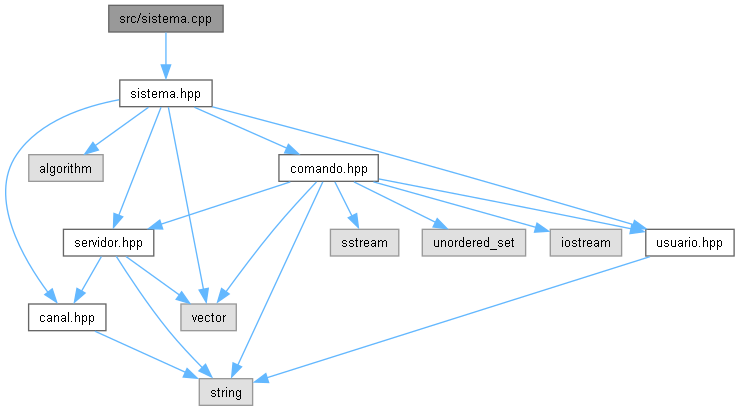 src/sistema.cpp
sistema.hpp
algorithm
comando.hpp
servidor.hpp
sstream
unordered_set
iostream
usuario.hpp
canal.hpp
vector
string